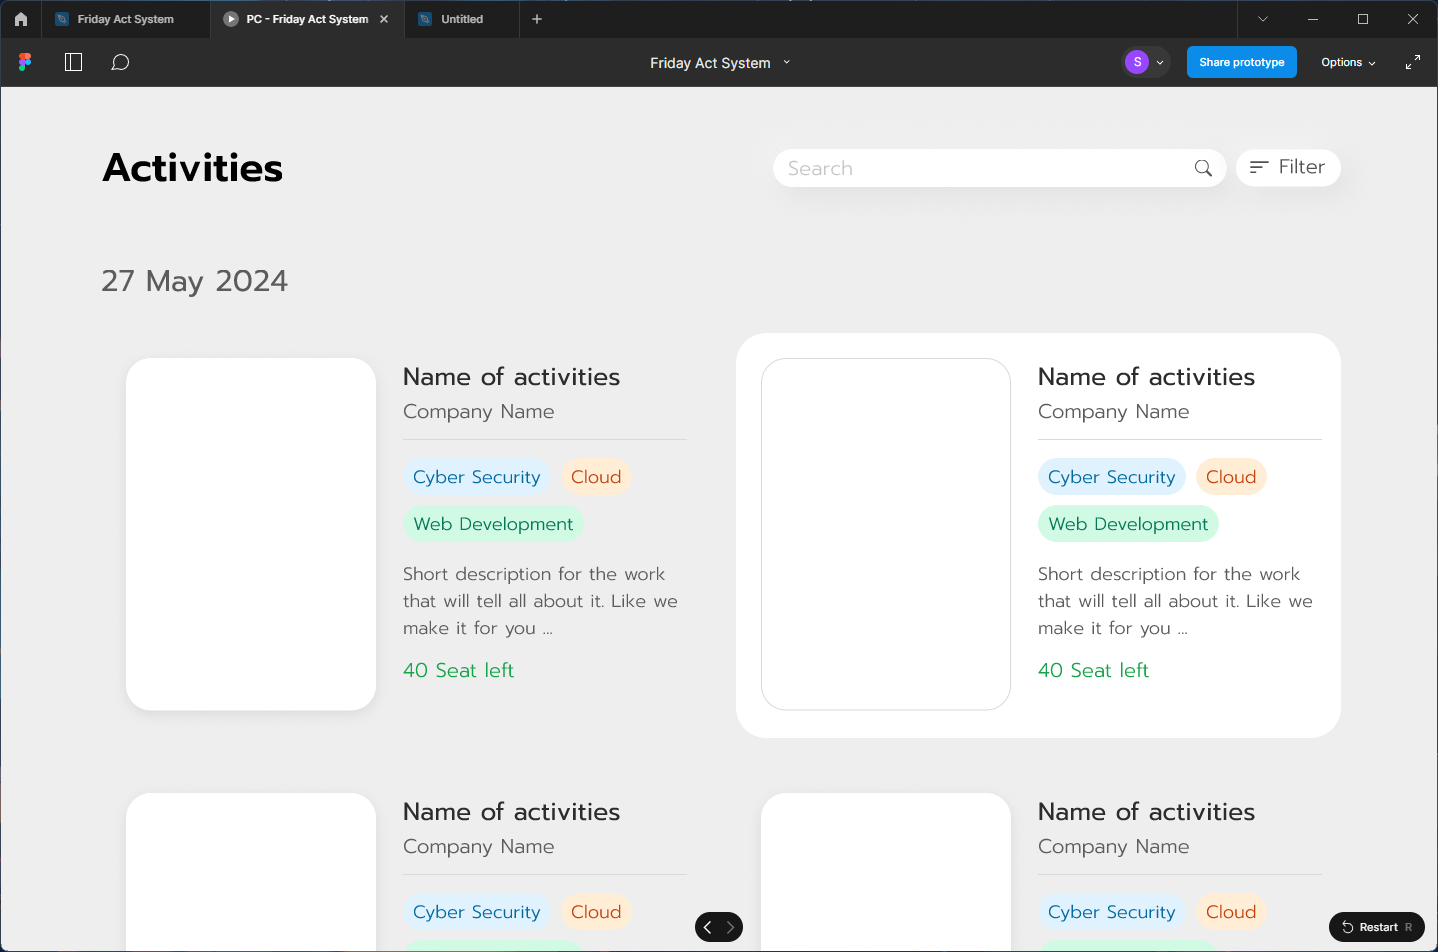 Friday Act System
PC - Friday Act System
Untitled
Friday Act System
S
Share prototype
Options
Activities
Search
Filter
27 May 2024
Name of activities
Company Name
Cyber Security
Cloud
Web Development
Short description for the work
that will tell all about it. Like we
make it for you ...
40 Seat left
Name of activities
Company Name
Cyber Security
Cloud
Web Development
Short description for the work
that will tell all about it. Like we
make it for you ...
40 Seat left
Name of activities
Company Name
Cyber Security
Cloud
Name of activities
Company Name
Cyber Security
Cloud
Restart R